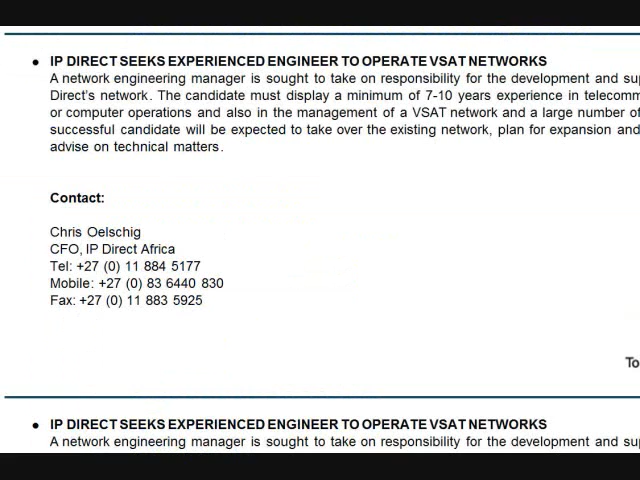 IP DIRECT SEEKS EXPERIENCED ENGINEER TO OPERATE VSAT NETWORKS
A network engineering manager is sought to take on responsibility for the development and
Direct's network. The candidate must display a minimum of 7-10 years experience in
or computer operations and also in the management of a VSAT network and a large number of
successful candidate will be expected to take over the existing network, plan for expansion and
advise on technical matters.
Contact:
Chris Oelschig
CFO, IP Direct Africa
Tel: +27 (0) 11 884 5177
Mobile: +27 (0) 83 6440 830
Fax: +27 (0) 11 883 5925
To
IP DIRECT SEEKS EXPERIENCED ENGINEER TO OPERATE VSAT NETWORKS
A network engineering manager is sought to take on responsibility for the development and